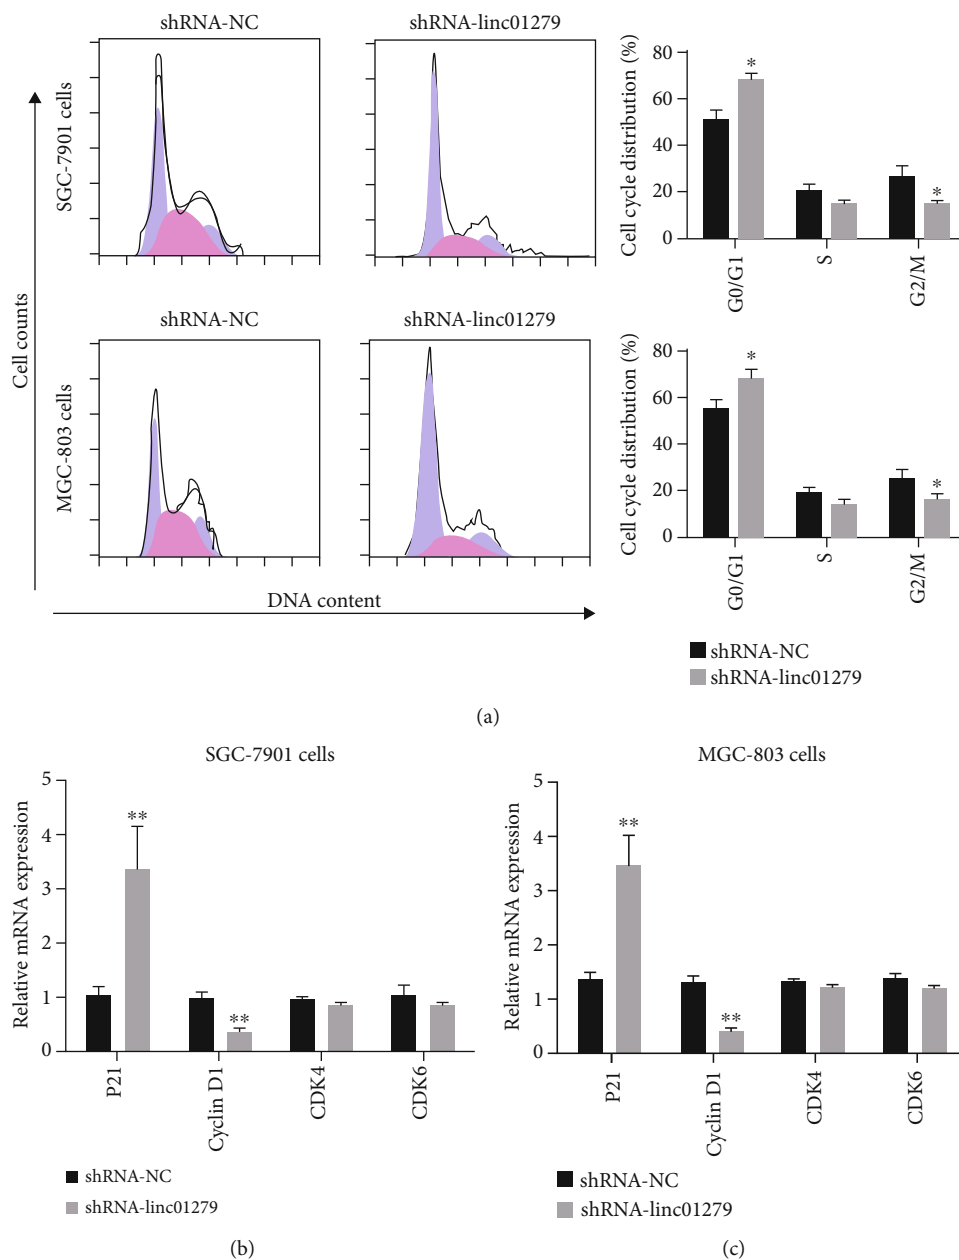 shRNA-NC
shRNA-linc01279
SGC-7901 cells
shRNA-NC
shRNA-linc01279
MGC-803 cells
Cell counts
DNA content
Cell cycle distribution (%)
80
60
40
20
0
*
*
G0/G1
S
G2/M
Cell cycle distribution (%)
80
60
40
20
0
*
*
G0/G1
S
G2/M
shRNA-NC
shRNA-linc01279
(a)
SGC-7901 cells
Relative mRNA expression
5
4
3
2
1
0
**
**
P21
Cyclin D1
CDK4
CDK6
shRNA-NC
shRNA-linc01279
(b)
MGC-803 cells
Relative mRNA expression
5
4
3
2
1
0
**
**
P21
Cyclin D1
CDK4
CDK6
shRNA-NC
shRNA-linc01279
(c)